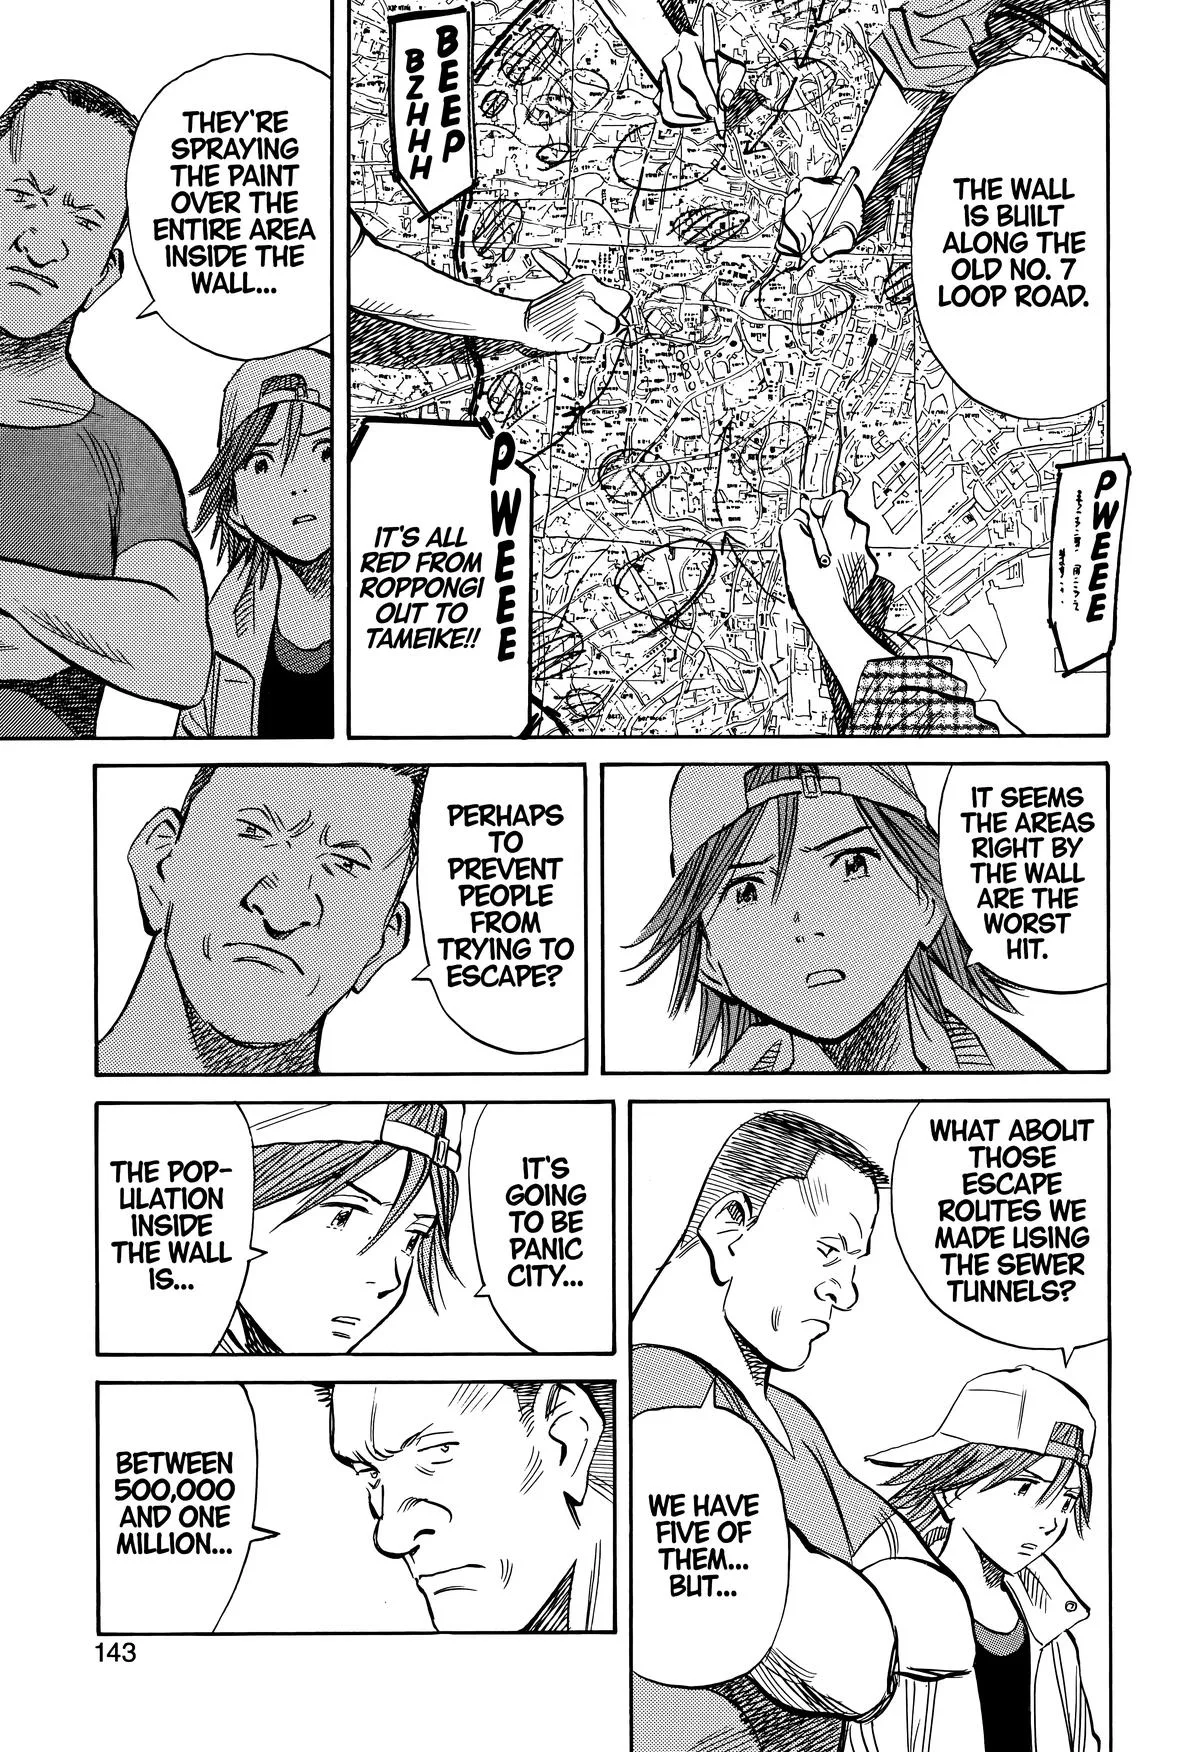 THE WALL
IS BUILT
ALONG THE
OLD NO. 7
LOOP ROAD.
BEEEP
BZHHH
PWEEE
PWEEE
IT'S ALL
RED FROM
ROPPONGI
OUT TO
TAMEIKE!!
THEY'RE
SPRAYING
THE PAINT
OVER THE
ENTIRE AREA
INSIDE THE
WALL...
IT SEEMS
THE AREAS
RIGHT BY
THE WALL
ARE THE
WORST
HIT.
PERHAPS
TO
PREVENT
PEOPLE
FROM
TRYING TO
ESCAPE?
WHAT ABOUT
THOSE
ESCAPE
ROUTES WE
MADE USING
THE SEWER
TUNNELS?
WE HAVE
FIVE OF
THEM...
BUT...
IT'S
GOING
TO BE
PANIC
CITY...
THE POP-
ULATION
INSIDE
THE WALL
IS...
BETWEEN
500,000
AND ONE
MILLION...
143